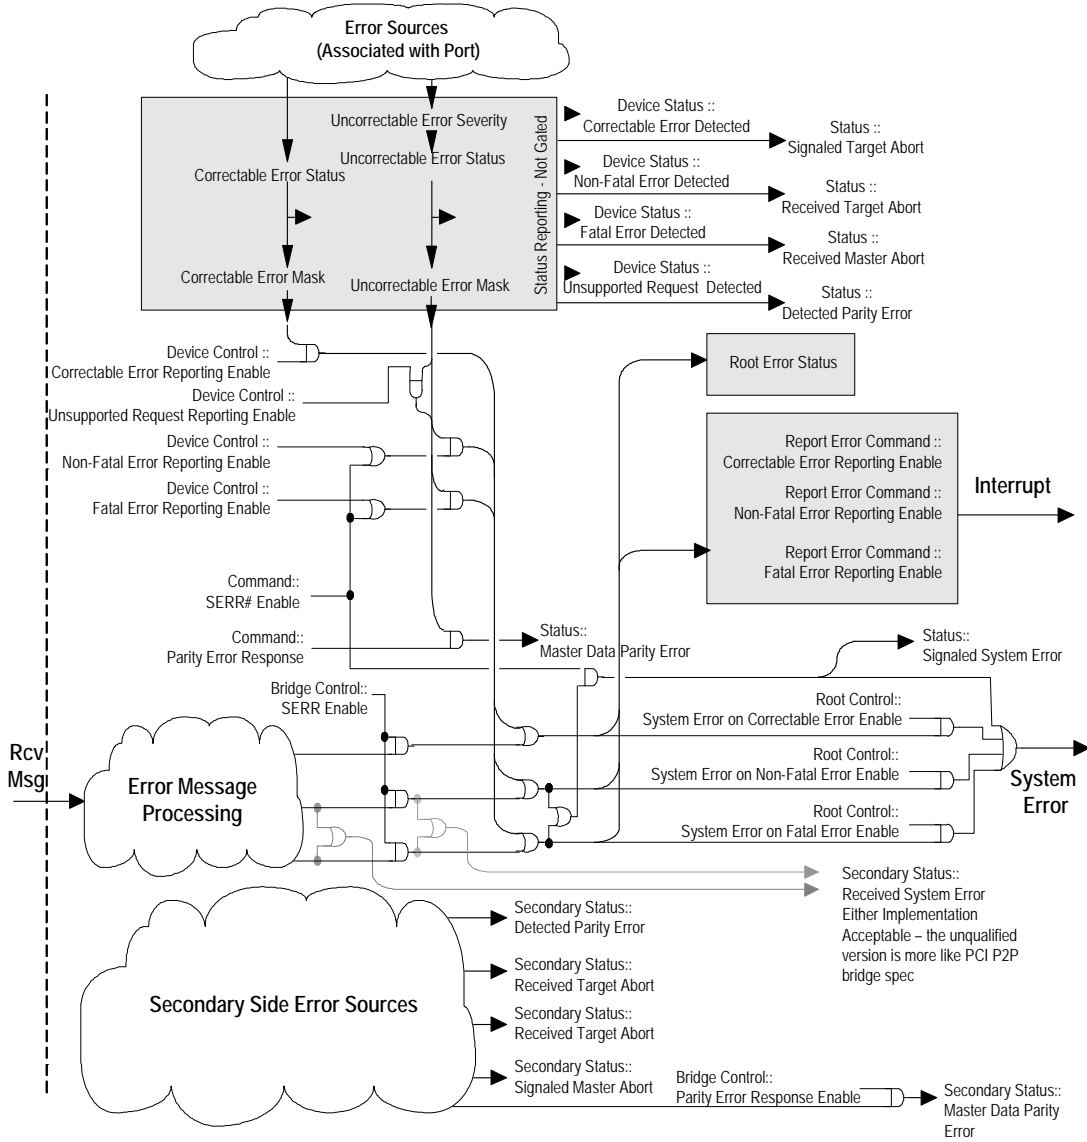 Error Sources
(Associated with Port)
Uncorrectable Error Severity
Uncorrectable Error Status
Correctable Error Status
Correctable Error Mask
Uncorrectable Error Mask
Status Reporting - Not Gated
Device Status ::
Correctable Error Detected
Status ::
Signaled Target Abort
Device Status ::
Non-Fatal Error Detected
Status ::
Received Target Abort
Device Status ::
Fatal Error Detected
Status ::
Received Master Abort
Device Status ::
Unsupported Request Detected
Status ::
Detected Parity Error
Device Control ::
Correctable Error Reporting Enable
Device Control ::
Unsupported Request Reporting Enable
Device Control ::
Non-Fatal Error Reporting Enable
Device Control ::
Fatal Error Reporting Enable
Root Error Status
Report Error Command ::
Correctable Error Reporting Enable
Report Error Command ::
Non-Fatal Error Reporting Enable
Report Error Command ::
Fatal Error Reporting Enable
Interrupt
Command::
SERR# Enable
Command::
Parity Error Response
Status::
Master Data Parity Error
Status::
Signaled System Error
Bridge Control::
SERR Enable
Root Control::
System Error on Correctable Error Enable
Root Control::
System Error on Non-Fatal Error Enable
Root Control::
System Error on Fatal Error Enable
System
Error
Rcv
Msg
Error Message
Processing
Secondary Status::
Received System Error
Either Implementation
Acceptable – the unqualified
version is more like PCI P2P
bridge spec
Secondary Side Error Sources
Secondary Status::
Detected Parity Error
Secondary Status::
Received Target Abort
Secondary Status::
Received Target Abort
Secondary Status::
Signaled Master Abort
Bridge Control::
Parity Error Response Enable
Secondary Status::
Master Data Parity
Error